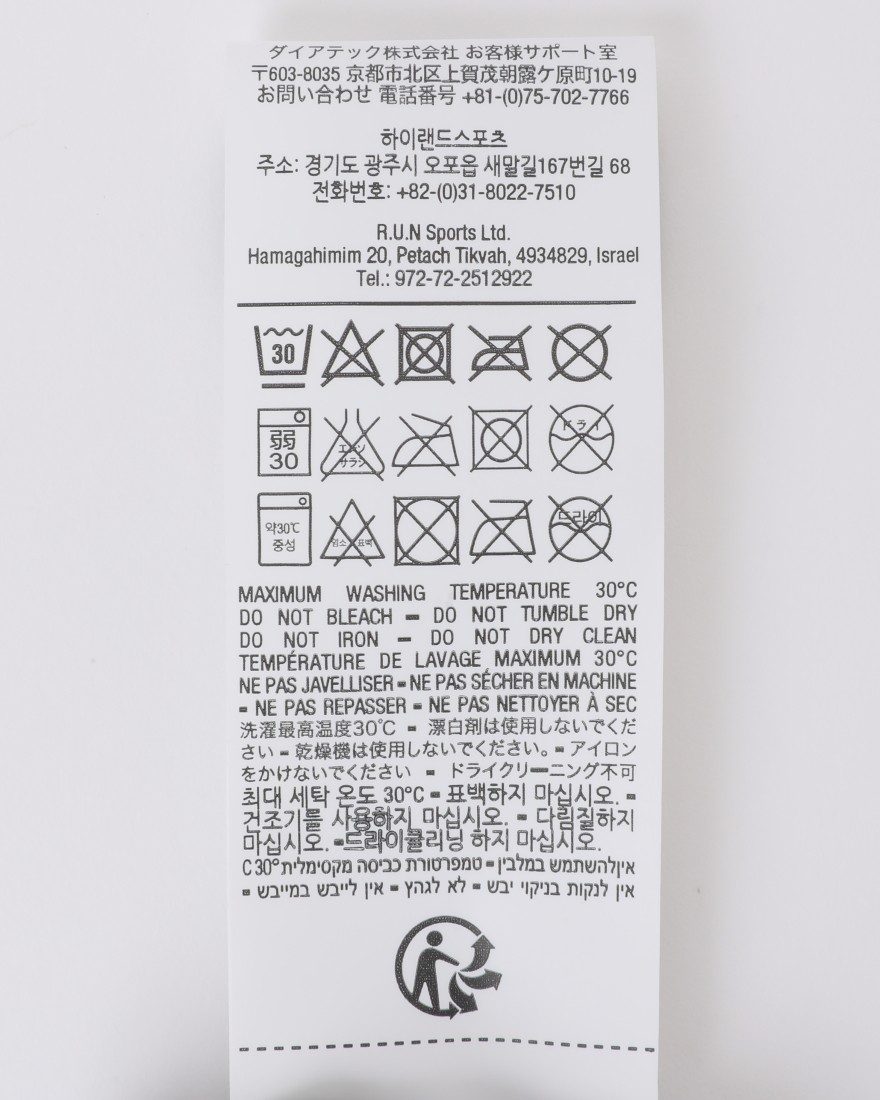 ダイアテック株式会社 お客様サポート室
〒603-8035 京都市北区上賀茂朝露ケ原町10-19
お問い合わせ 電話番号 +81-(0)75-702-7766
하이랜드스포츠
주소: 경기도 광주시 오포읍 새말길167번길 68
전화번호: +82-(0)31-8022-7510
R.U.N Sports Ltd.
Hamagahimim 20, Petach Tikvah, 4934829, Israel
Tel.: 972-72-2512922
30
弱
30
エンソ
サラシ
ドライ
약30℃
중성
염소 표백
드라이
MAXIMUM WASHING TEMPERATURE 30°C
DO NOT BLEACH - DO NOT TUMBLE DRY
DO NOT IRON - DO NOT DRY CLEAN
TEMPÉRATURE DE LAVAGE MAXIMUM 30°C
NE PAS JAVELLISER - NE PAS SÉCHER EN MACHINE
- NE PAS REPASSER - NE PAS NETTOYER À SEC
洗濯最高温度30℃ - 漂白剤は使用しないでくだ
さい - 乾燥機は使用しないでください。- アイロン
をかけないでください - ドライクリーニング不可
최대 세탁 온도 30°C - 표백하지 마십시오. -
건조기를 사용하지 마십시오. - 다림질하지
마십시오. -드라이클리닝 하지 마십시오.
איןלהשתמש במלבין - טמפרטורת כביסה מקסימלית °30 C
אין לנקות בניקוי יבש - לא לגהץ - אין לייבש במייבש -